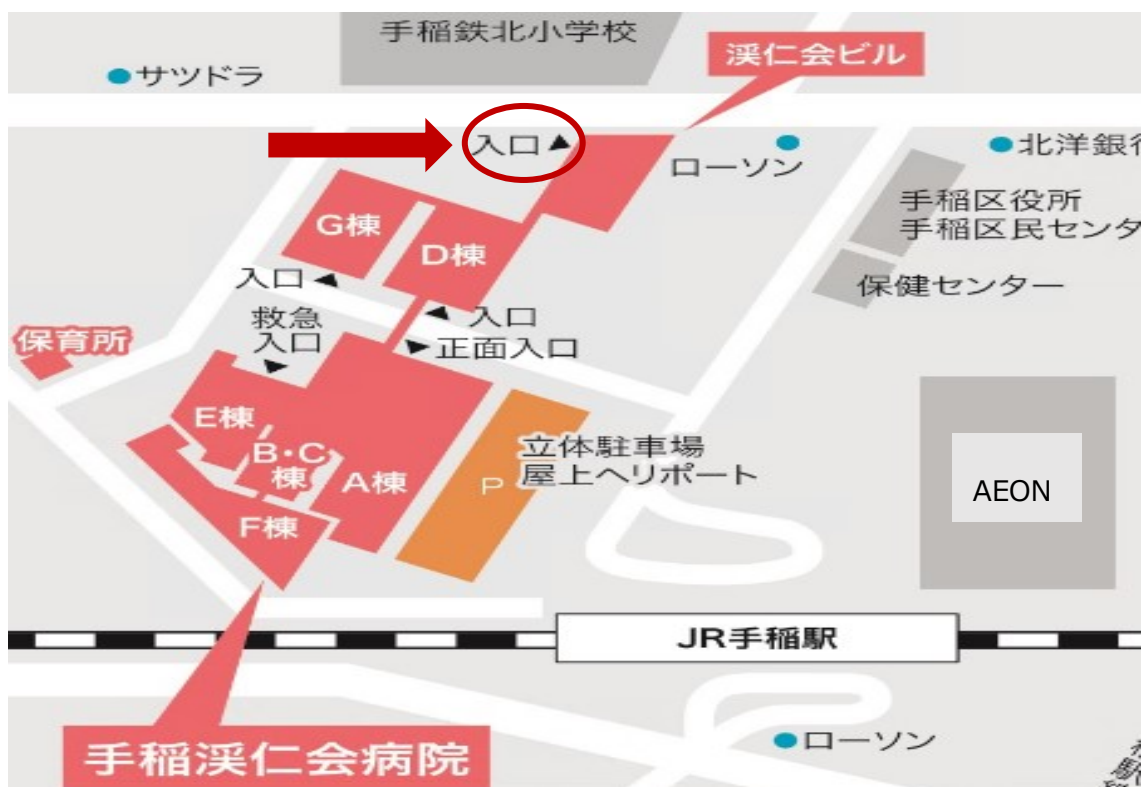 手稲鉄北小学校
サツドラ
渓仁会ビル
入口
ローソン
北洋銀行
手稲区役所
手稲区民センタ
保健センター
G棟
D棟
入口
救急
入口
入口
正面入口
保育所
E棟
B・C
棟
A棟
F棟
P
立体駐車場
屋上ヘリポート
AEON
JR手稲駅
手稲渓仁会病院
ローソン